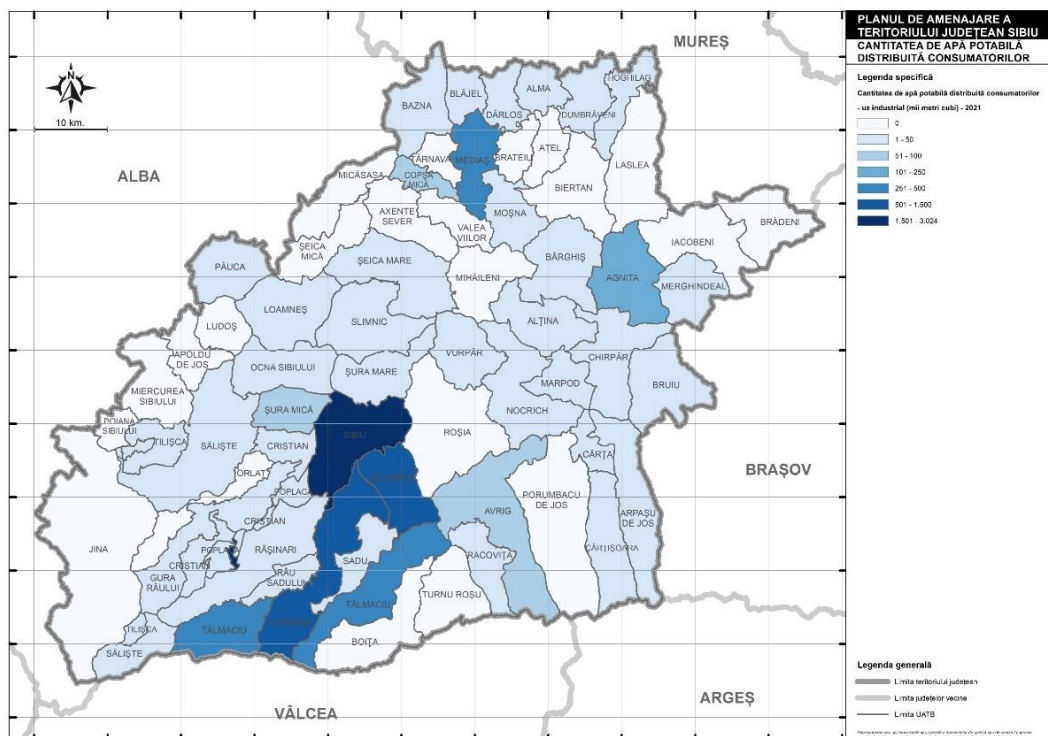 PLANUL DE AMENAJARE A
TERITORIULUI JUDEȚEAN SIBIU
CANTITATEA DE APĂ POTABILĂ
DISTRIBUITĂ CONSUMATORILOR
Legenda specifică
Cantitatea de apă potabilă distribuită consumatorilor
- uz industrial (mii metri cubi) - 2021
0
1 - 50
51 - 100
101 - 250
251 - 500
501 - 1.500
1.501 - 3.024
N
10 km.
MUREȘ
ALBA
BRAȘOV
ARGEȘ
VÂLCEA
HOGHILAG
ALMA
BLĂJEL
BAZNA
DÂRLOS
DUMBRĂVENI
TÂRNAVA
MEDIAȘ
BRATEIU
AȚEL
LASLEA
MICĂSASA
COPȘA
MICĂ
BIERTAN
AXENTE
SEVER
MOȘNA
VALEA
VIILOR
BRĂDENI
ȘEICA
MICĂ
IACOBENI
PĂUCA
ȘEICA MARE
BÂRGHIȘ
MIHĂILENI
AGNITA
MERGHINDEAL
LOAMNEȘ
SLIMNIC
ALȚINA
LUDOȘ
APOLDU
DE JOS
VURPĂR
CHIRPĂR
OCNA SIBIULUI
ȘURA MARE
MARPOD
BRUIU
MIERCUREA
SIBIULUI
ȘURA MICĂ
NOCRICH
POIANA
SIBIULUI
TILIȘCA
SĂLIȘTE
CRISTIAN
SIBIU
ROȘIA
CÂRȚA
ORLAT
POPLACA
PORUMBACU
DE JOS
AVRIG
ARPAȘU
DE JOS
CRISTIAN
JINA
POPLACA
RĂȘINARI
RACOVIȚA
CÂRȚIȘOARA
CRISTIAN
SADU
GURA
RÂULUI
RÂU
SADULUI
TURNU ROȘU
TĂLMACIU
TILIȘCA
TĂLMACIU
BOIȚA
SĂLIȘTE
Legenda generală
Limita teritoriului județean
Limita județelor vecine
Limita UATB